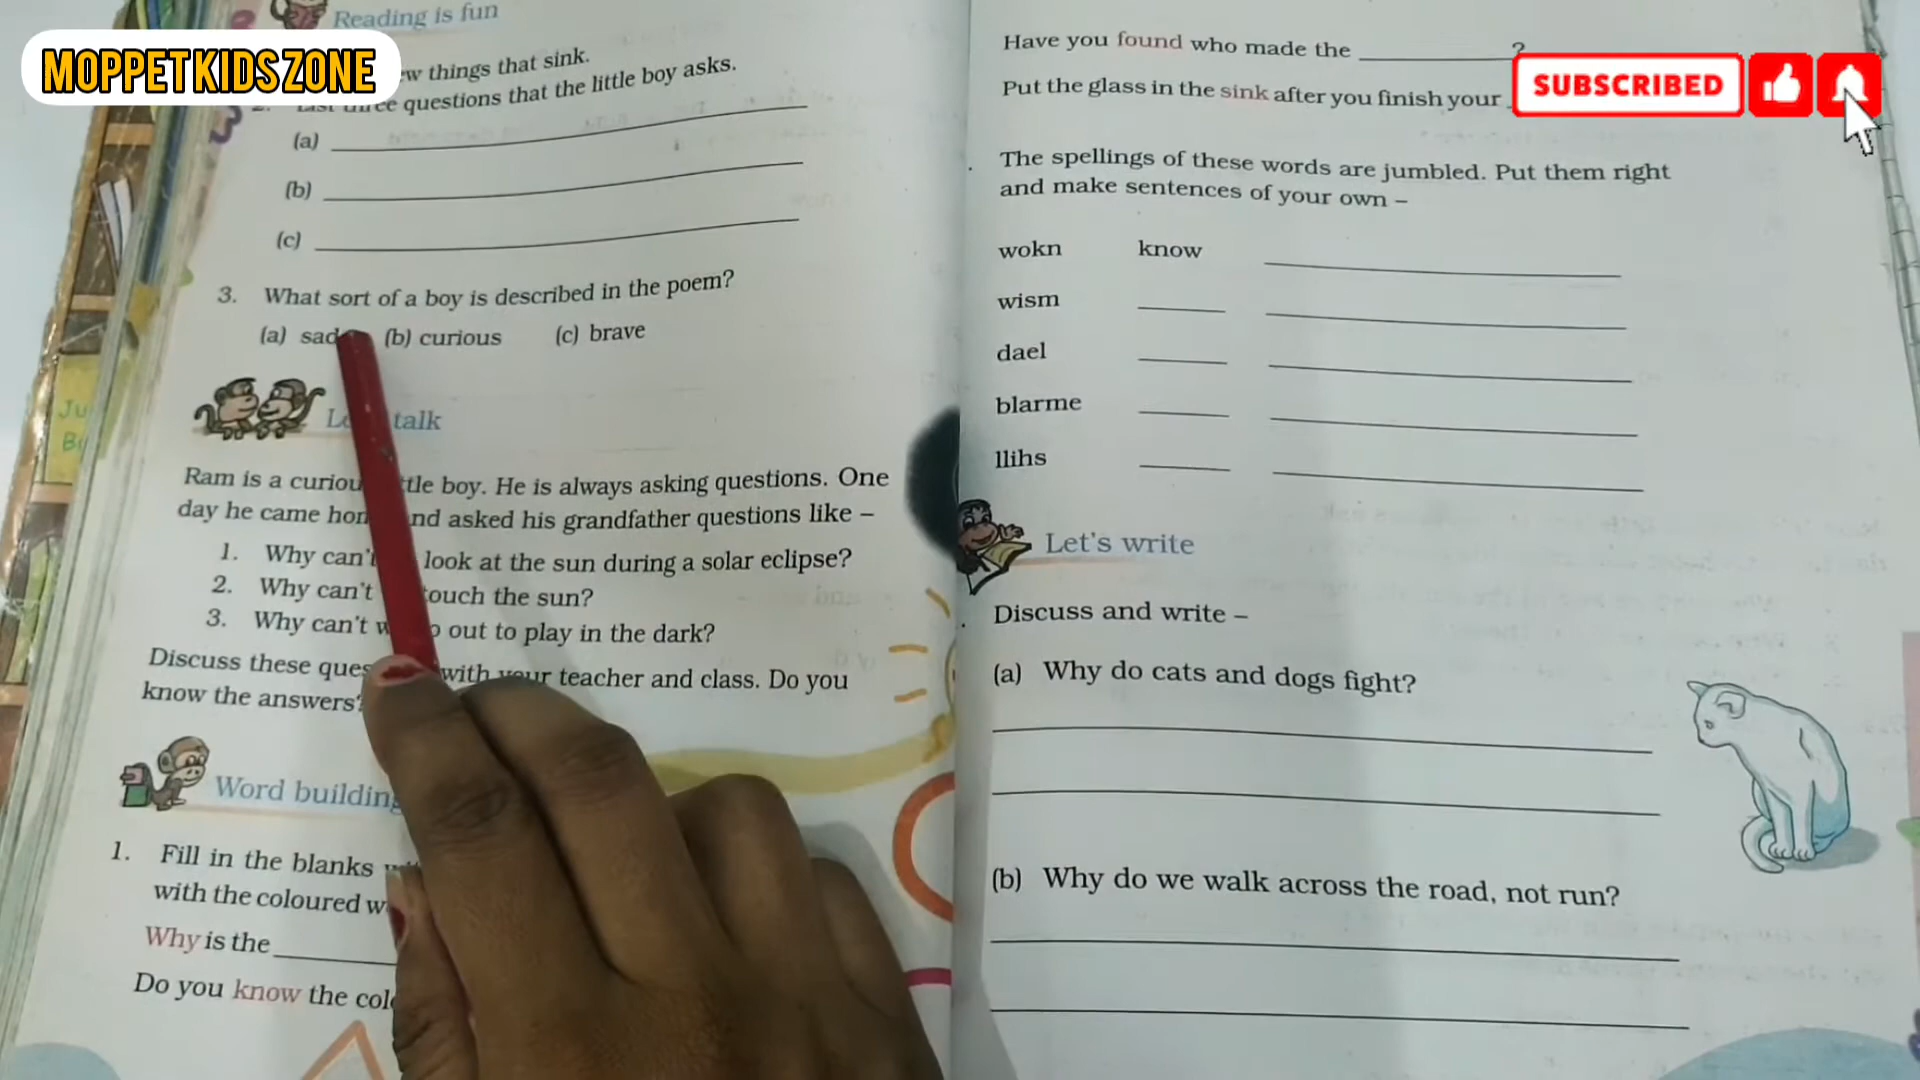 MOPPET KIDS ZONE
Reading is fun
things that sink.
questions that the little boy asks.
(a)
(b)
(c)
3. What sort of a boy is described in the poem?
(a) sad (b) curious (c) brave
talk
Ram is a boy. He is always asking questions. One
day he came asked his grandfather questions like –
1. Why can't look at the sun during a solar eclipse?
2. Why can't touch the sun?
3. Why can't out to play in the dark?
Discuss these with your teacher and class. Do you
know the answers?
Word building
1. Fill in the blanks
with the coloured
Why is the
Do you know the
Have you found who made the ?
Put the glass in the sink after you finish your
SUBSCRIBED
The spellings of these words are jumbled. Put them right
and make sentences of your own –
wokn know
wism
dael
blarme
llihs
Let's write
Discuss and write –
(a) Why do cats and dogs fight?
(b) Why do we walk across the road, not run?